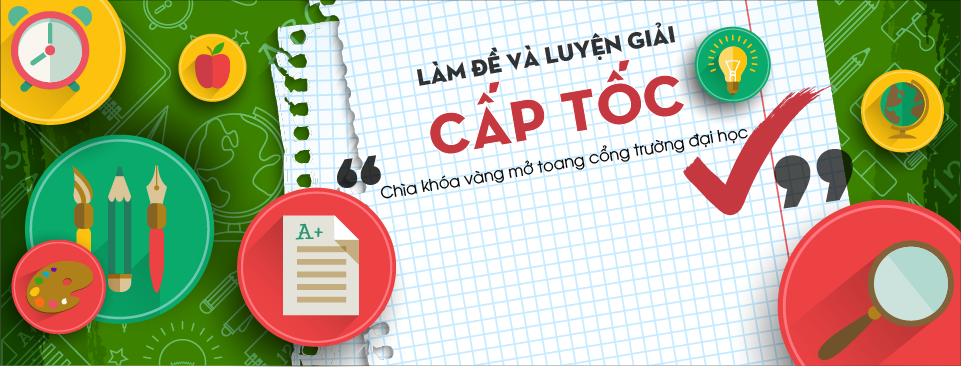 LÀM ĐỀ VÀ LUYỆN GIẢI
CẤP TỐC
“
Chìa khóa vàng mở toang cổng trường đại học
”
A+